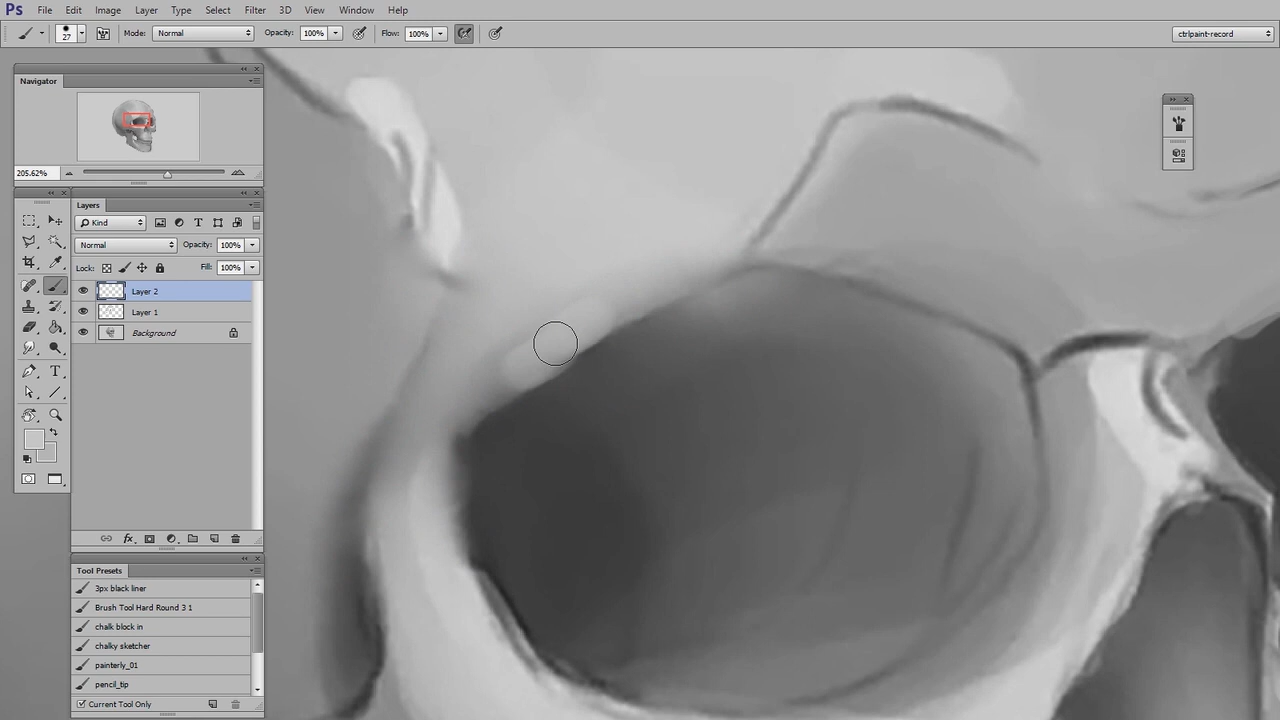 Ps File Edit Image Layer Type Select Filter 3D View Window Help
27 Mode: Normal Opacity: 100% Flow: 100% ctrlpaint-record
Navigator
205.62%
Layers
Kind
Normal Opacity: 100%
Lock: Fill: 100%
Layer 2
Layer 1
Background
Tool Presets
3px black liner
Brush Tool Hard Round 3 1
chalk block in
chalky sketcher
painterly_01
pencil_tip
Current Tool Only